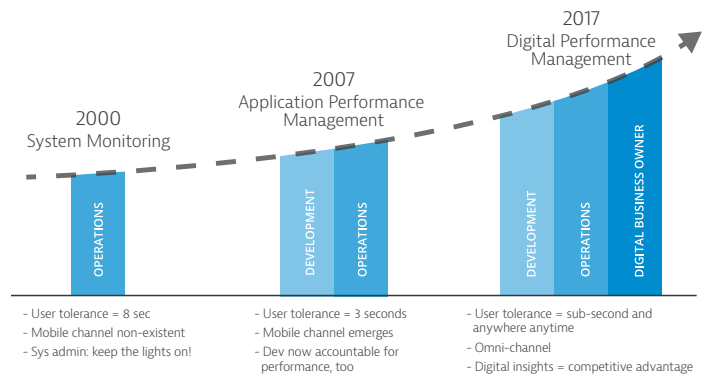 2000
System Monitoring
OPERATIONS
- User tolerance = 8 sec
- Mobile channel non-existent
- Sys admin: keep the lights on!
2007
Application Performance
Management
DEVELOPMENT
OPERATIONS
- User tolerance = 3 seconds
- Mobile channel emerges
- Dev now accountable for
performance, too
2017
Digital Performance
Management
DEVELOPMENT
OPERATIONS
DIGITAL BUSINESS OWNER
- User tolerance = sub-second and
anywhere anytime
- Omni-channel
- Digital insights = competitive advantage